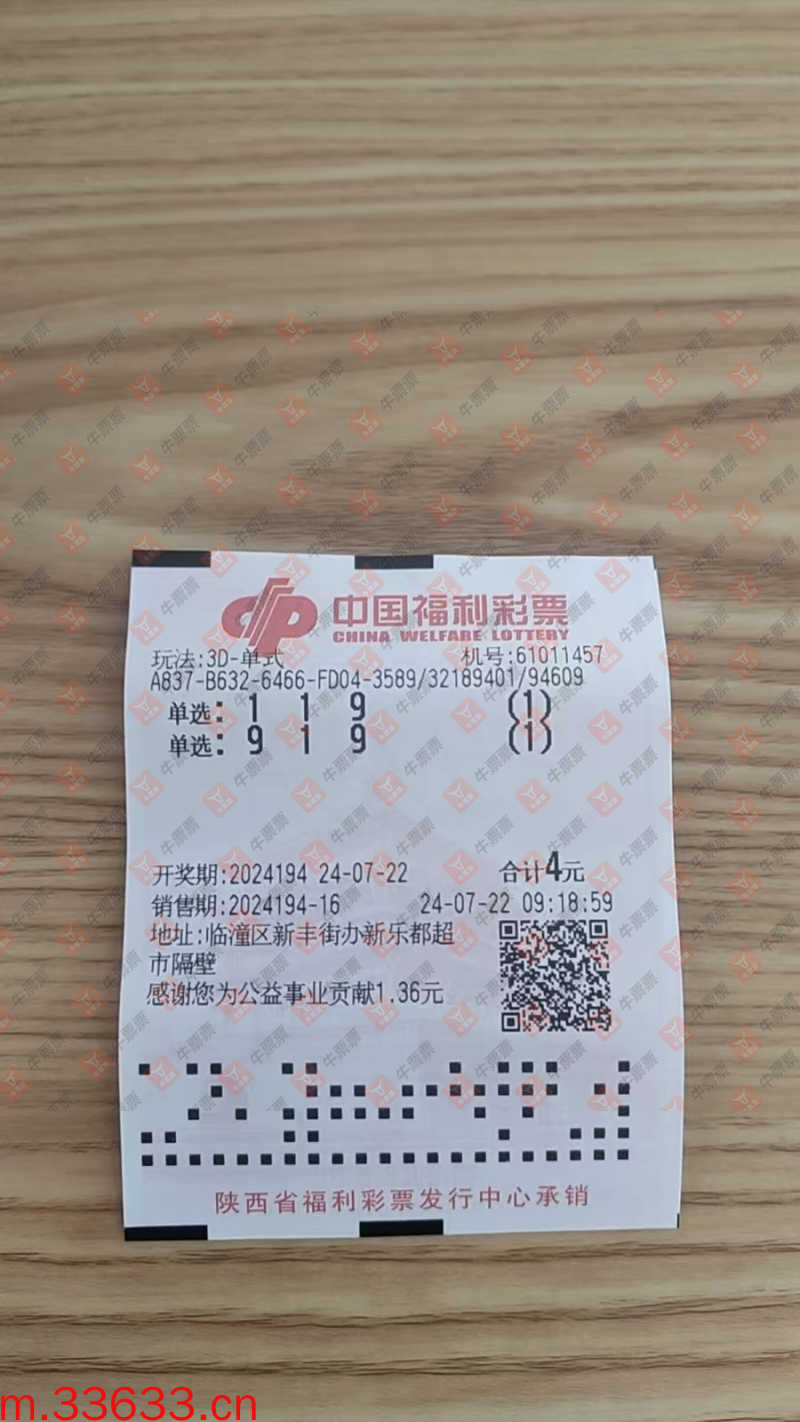 中国福利彩票
CHINA WELFARE LOTTERY
玩法:3D-单式 机号:61011457
A837-B632-6466-FD04-3589/32189401/94609
单选: 1 1 9 (1)
单选: 9 1 9 (1)
开奖期:2024194 24-07-22 合计4元
销售期:2024194-16 24-07-22 09:18:59
地址:临潼区新丰街办新乐都超
市隔壁
感谢您为公益事业贡献1.36元
陕西省福利彩票发行中心承销
牛票票
m.33633.cn